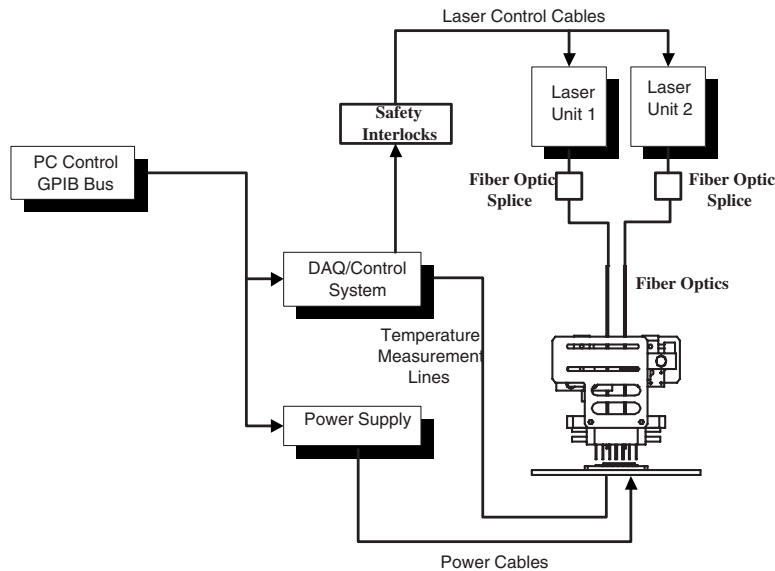 Laser Control Cables
Laser
Unit 1
Laser
Unit 2
Safety
Interlocks
PC Control
GPIB Bus
Fiber Optic
Splice
Fiber Optic
Splice
DAQ/Control
System
Fiber Optics
Temperature
Measurement
Lines
Power Supply
Power Cables